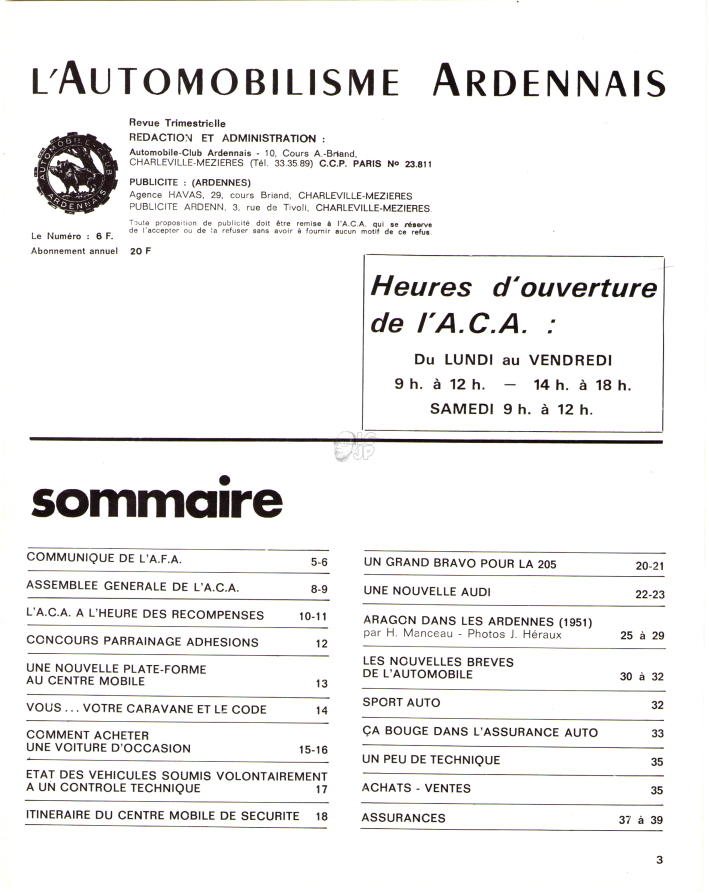 L'AUTOMOBILISME ARDENNAIS
Revue Trimestrielle
REDACTION ET ADMINISTRATION :
Automobile-Club Ardennais - 10, Cours A.-Briand,
CHARLEVILLE-MEZIERES (Tél. 33.35.89) C.C.P. PARIS No 23.811
PUBLICITE : (ARDENNES)
Agence HAVAS, 29, cours Briand, CHARLEVILLE-MEZIERES
PUBLICITE ARDENN, 3, rue de Tivoli, CHARLEVILLE-MEZIERES.
Toute proposition de publicité doit être remise à l'A.C.A. qui se réserve
de l'accepter ou de la refuser sans avoir à fournir aucun motif de ce refus.
AUTOMOBILE-CLUB
ARDENNAIS
Le Numéro : 6 F.
Abonnement annuel 20 F
Heures d'ouverture
de l'A.C.A. :
Du LUNDI au VENDREDI
9 h. à 12 h. — 14 h. à 18 h.
SAMEDI 9 h. à 12 h.
JP
sommaire
COMMUNIQUE DE L'A.F.A. 5-6
ASSEMBLEE GENERALE DE L'A.C.A. 8-9
L'A.C.A. A L'HEURE DES RECOMPENSES 10-11
CONCOURS PARRAINAGE ADHESIONS 12
UNE NOUVELLE PLATE-FORME
AU CENTRE MOBILE 13
VOUS ... VOTRE CARAVANE ET LE CODE 14
COMMENT ACHETER
UNE VOITURE D'OCCASION 15-16
ETAT DES VEHICULES SOUMIS VOLONTAIREMENT
A UN CONTROLE TECHNIQUE 17
ITINERAIRE DU CENTRE MOBILE DE SECURITE 18
UN GRAND BRAVO POUR LA 205 20-21
UNE NOUVELLE AUDI 22-23
ARAGON DANS LES ARDENNES (1951)
par H. Manceau - Photos J. Héraux 25 à 29
LES NOUVELLES BREVES
DE L'AUTOMOBILE 30 à 32
SPORT AUTO 32
ÇA BOUGE DANS L'ASSURANCE AUTO 33
UN PEU DE TECHNIQUE 35
ACHATS - VENTES 35
ASSURANCES 37 à 39
3